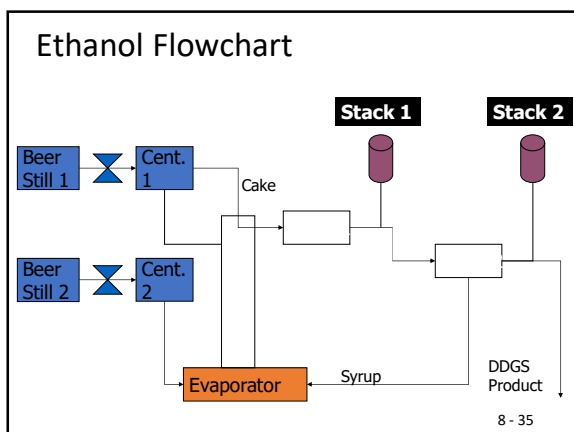 Ethanol Flowchart
Stack 1
Stack 2
Beer
Still 1
Cent.
1
Cake
Beer
Still 2
Cent.
2
Evaporator
Syrup
DDGS
Product
8 - 35